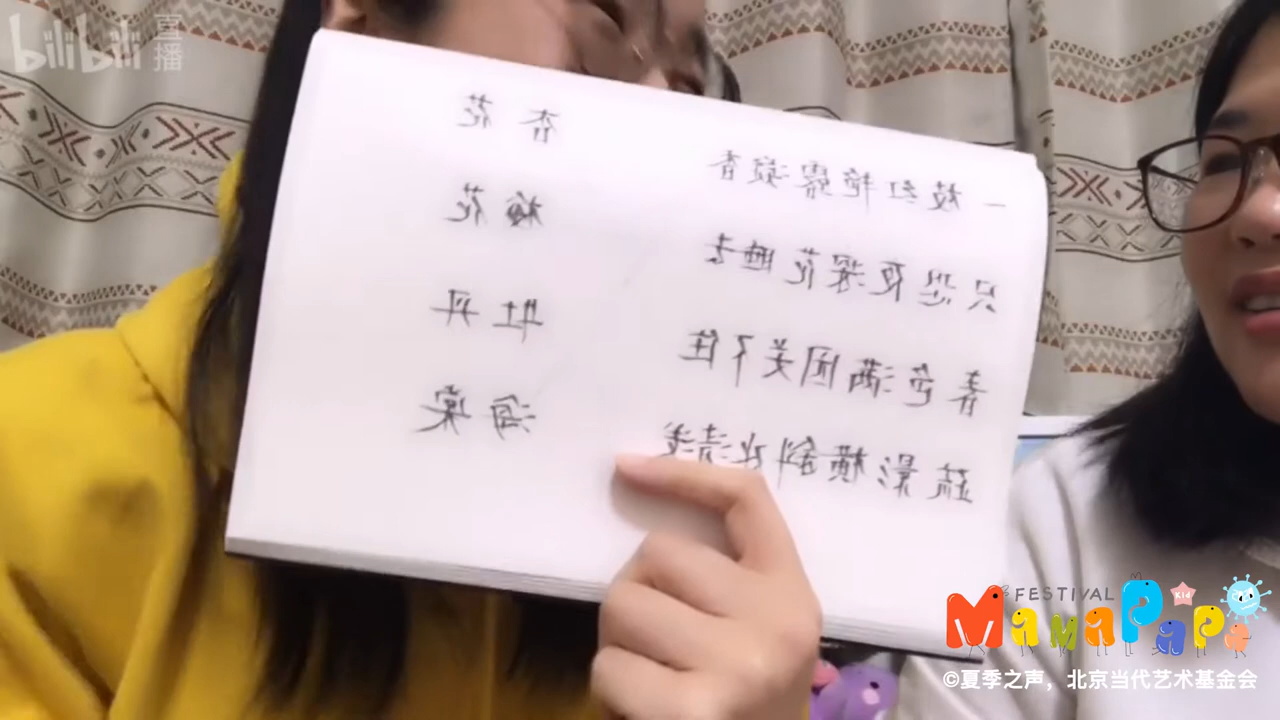 bilibili 直播
一枝红艳露凝香
只恐夜深花睡去
春色满园关不住
疏影横斜水清浅
杏花
梅花
牡丹
海棠
FESTIVAL
MamaPapa
Kid
©夏季之声，北京当代艺术基金会